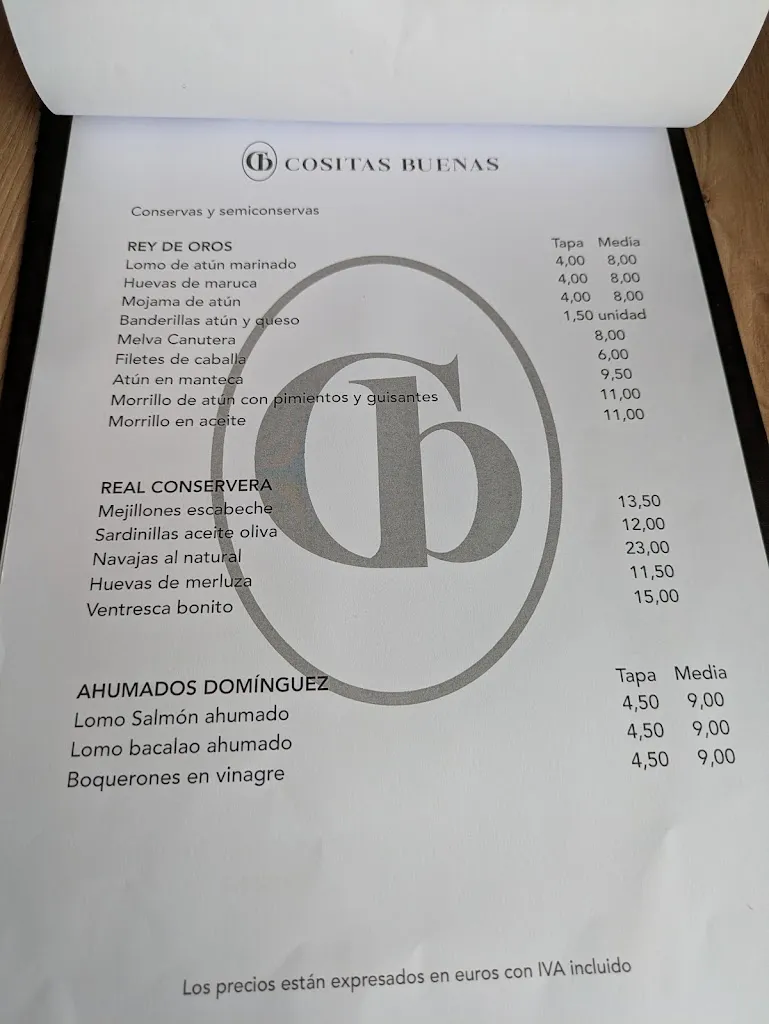 Cb COSITAS BUENAS
Conservas y semiconservas
REY DE OROS Tapa Media
Lomo de atún marinado 4,00 8,00
Huevas de maruca 4,00 8,00
Mojama de atún 4,00 8,00
Banderillas atún y queso 1,50 unidad
Melva Canutera 8,00
Filetes de caballa 6,00
Atún en manteca 9,50
Morrillo de atún con pimientos y guisantes 11,00
Morrillo en aceite 11,00
REAL CONSERVERA
Mejillones escabeche 13,50
Sardinillas aceite oliva 12,00
Navajas al natural 23,00
Huevas de merluza 11,50
Ventresca bonito 15,00
AHUMADOS DOMÍNGUEZ Tapa Media
Lomo Salmón ahumado 4,50 9,00
Lomo bacalao ahumado 4,50 9,00
Boquerones en vinagre 4,50 9,00
Cb
Los precios están expresados en euros con IVA incluido